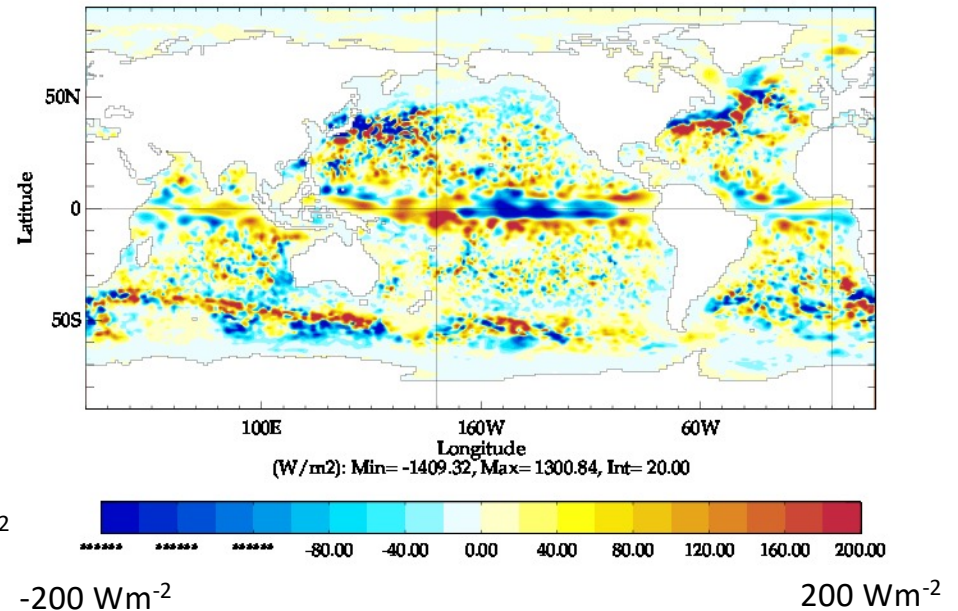 50N
0
50S
Latitude
100E
160W
60W
Longitude
(W/m2): Min= -1409.32, Max= 1300.84, Int= 20.00
2
****** ****** ****** -80.00 -40.00 0.00 40.00 80.00 120.00 160.00 200.00
-200 Wm-2
200 Wm-2